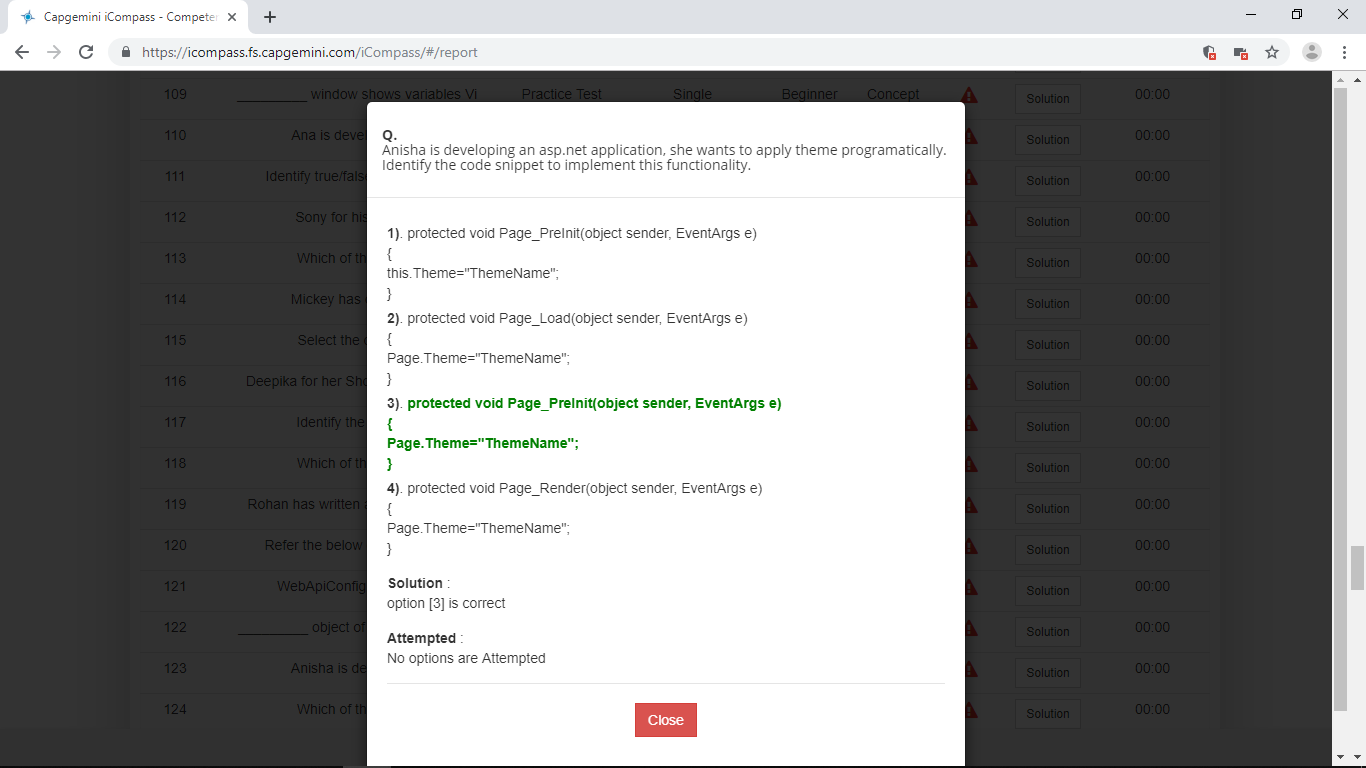 Capgemini iCompass - Competer
https://icompass.fs.capgemini.com/iCompass/#/report
109 __________ window shows variables Vi Practice Test Single Beginner Concept Solution 00:00
110 Ana is deve Solution 00:00
111 Identify true/fals Solution 00:00
112 Sony for his Solution 00:00
113 Which of th Solution 00:00
114 Mickey has Solution 00:00
115 Select the Solution 00:00
116 Deepika for her Sho Solution 00:00
117 Identify the Solution 00:00
118 Which of th Solution 00:00
119 Rohan has written Solution 00:00
120 Refer the below Solution 00:00
121 WebApiConfig Solution 00:00
122 __________ object of Solution 00:00
123 Anisha is de Solution 00:00
124 Which of th Solution 00:00
Q.
Anisha is developing an asp.net application, she wants to apply theme programatically.
Identify the code snippet to implement this functionality.
1). protected void Page_PreInit(object sender, EventArgs e)
{
this.Theme="ThemeName";
}
2). protected void Page_Load(object sender, EventArgs e)
{
Page.Theme="ThemeName";
}
3). protected void Page_PreInit(object sender, EventArgs e)
{
Page.Theme="ThemeName";
}
4). protected void Page_Render(object sender, EventArgs e)
{
Page.Theme="ThemeName";
}
Solution :
option [3] is correct
Attempted :
No options are Attempted
Close